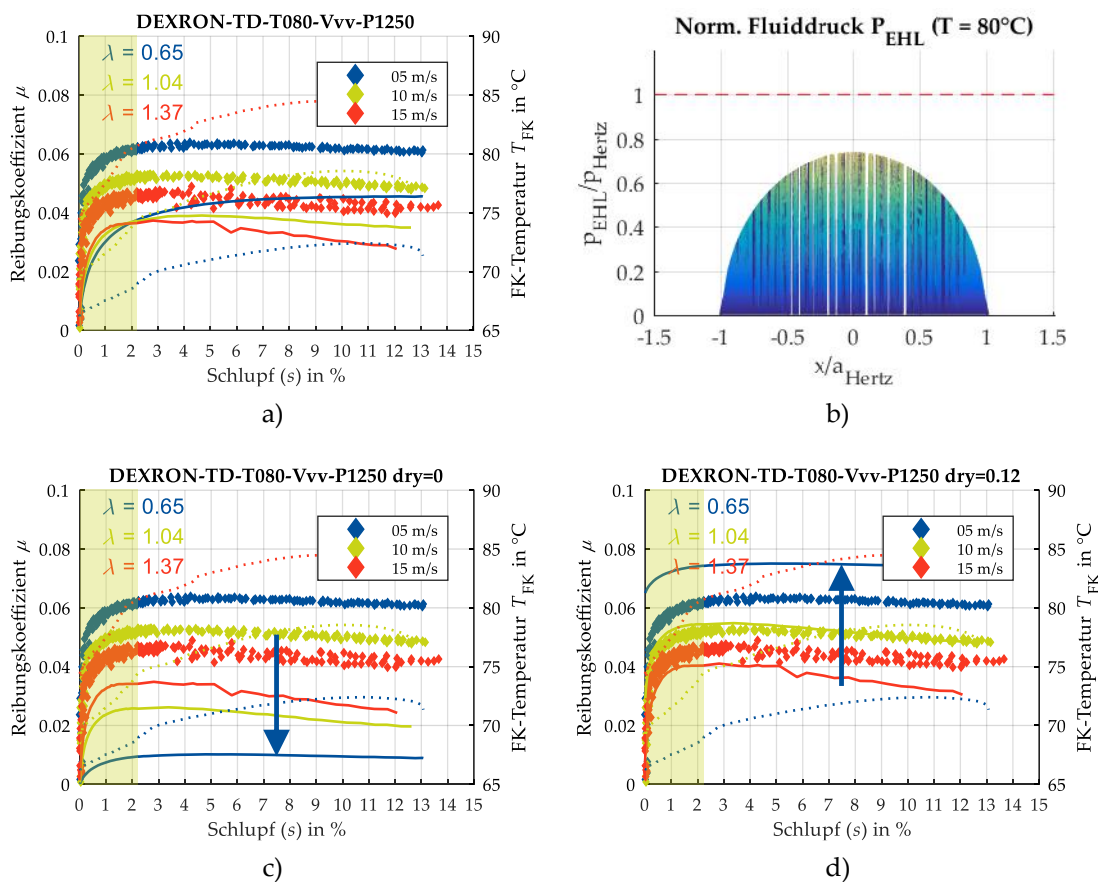 DEXRON-TD-T080-Vvv-P1250
λ = 0.65
λ = 1.04
λ = 1.37
05 m/s
10 m/s
15 m/s
Reibungskoeffizient μ
0.1
0.08
0.06
0.04
0.02
0
FK-Temperatur T_FK in °C
90
85
80
75
70
65
0 1 2 3 4 5 6 7 8 9 10 11 12 13 14 15
Schlupf (s) in %
a)
Norm. Fluiddruck P_EHL (T = 80°C)
P_EHL/P_Hertz
1
0.8
0.6
0.4
0.2
0
-1.5 -1 -0.5 0 0.5 1 1.5
x/a_Hertz
b)
DEXRON-TD-T080-Vvv-P1250 dry=0
λ = 0.65
λ = 1.04
λ = 1.37
05 m/s
10 m/s
15 m/s
Reibungskoeffizient μ
0.1
0.08
0.06
0.04
0.02
0
FK-Temperatur T_FK in °C
90
85
80
75
70
65
0 1 2 3 4 5 6 7 8 9 10 11 12 13 14 15
Schlupf (s) in %
c)
DEXRON-TD-T080-Vvv-P1250 dry=0.12
λ = 0.65
λ = 1.04
λ = 1.37
05 m/s
10 m/s
15 m/s
Reibungskoeffizient μ
0.1
0.08
0.06
0.04
0.02
0
FK-Temperatur T_FK in °C
90
85
80
75
70
65
0 1 2 3 4 5 6 7 8 9 10 11 12 13 14 15
Schlupf (s) in %
d)